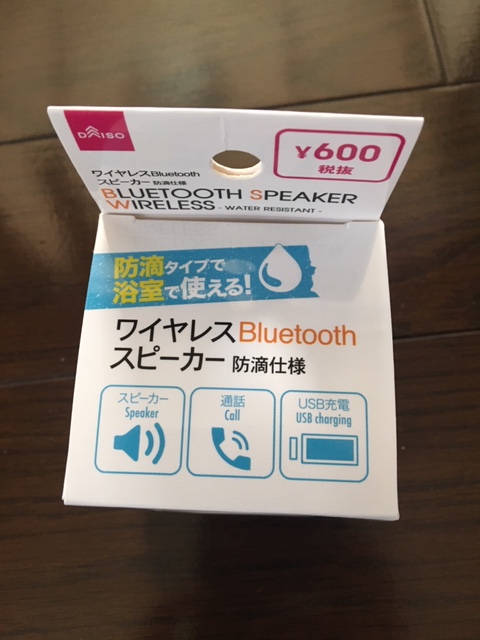 DAISO
¥600
税抜
ワイヤレスBluetooth
スピーカー 防滴仕様
BLUETOOTH SPEAKER
WIRELESS - WATER RESISTANT -
防滴タイプで
浴室で使える!
ワイヤレスBluetooth
スピーカー 防滴仕様
スピーカー
Speaker
通話
Call
USB充電
USB charging